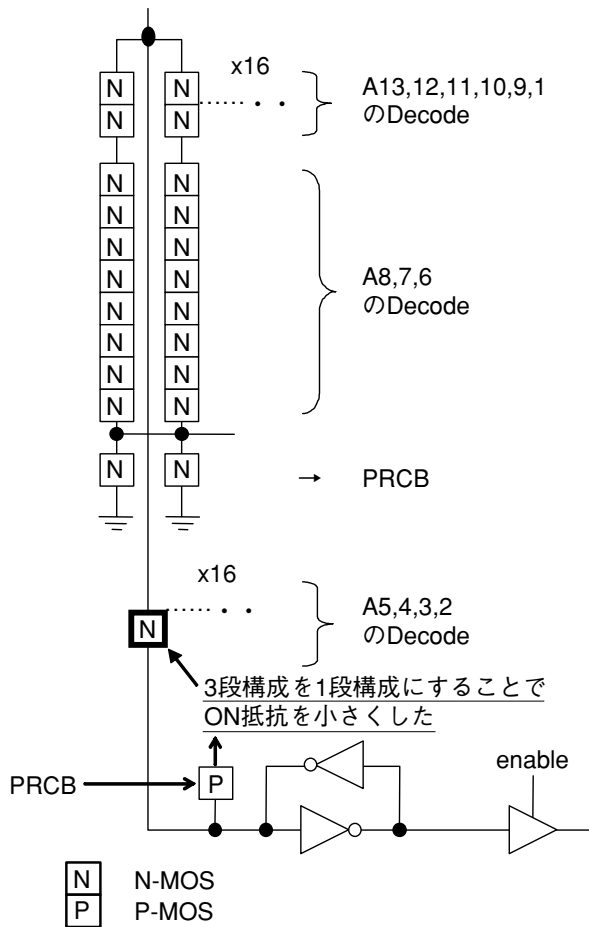 x16
A13,12,11,10,9,1
のDecode
N N
N N
N N
N N
N N
N N
N N
N N
N N
N N
A8,7,6
のDecode
N N
→ PRCB
x16
A5,4,3,2
のDecode
N
3段構成を1段構成にすることで
ON抵抗を小さくした
enable
PRCB
P
N N-MOS
P P-MOS